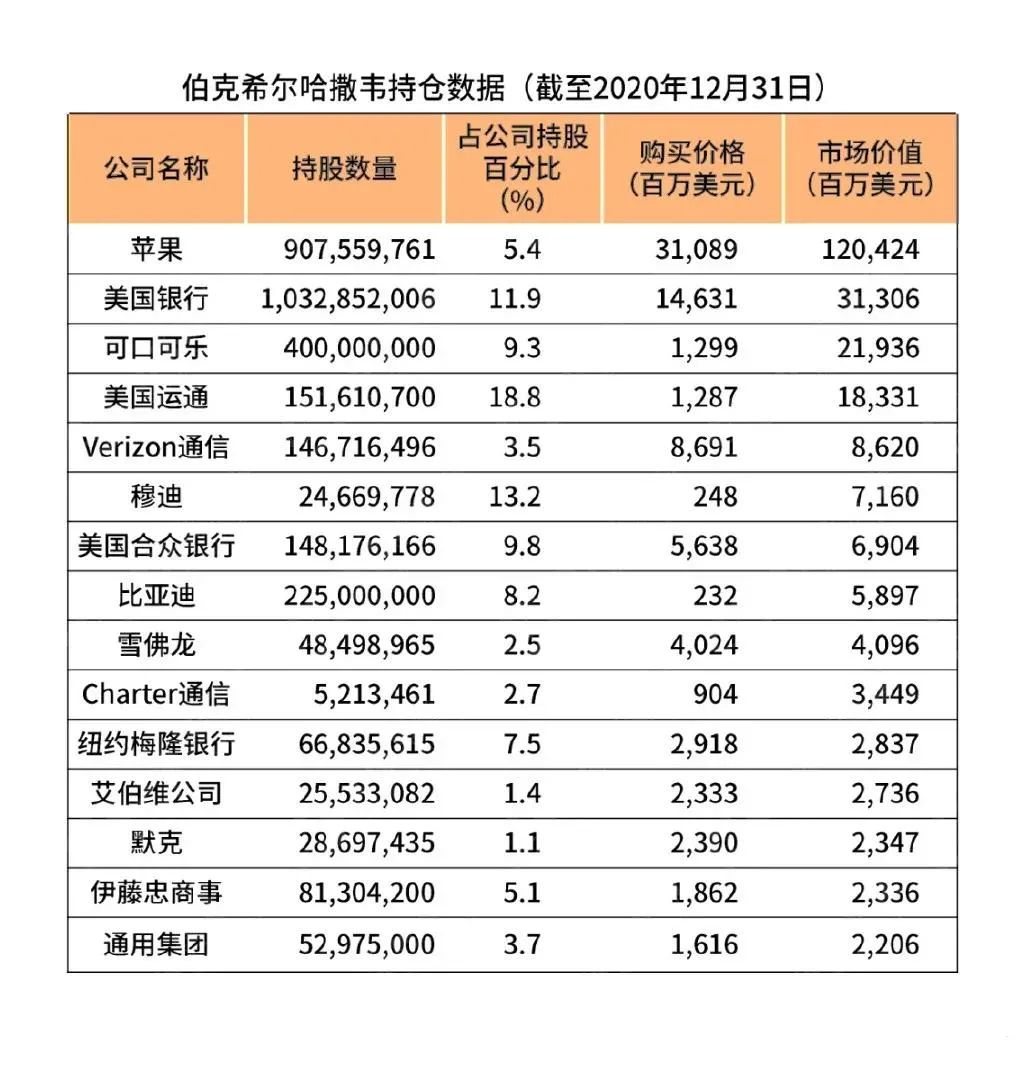 伯克希尔哈撒韦持仓数据（截至2020年12月31日）
公司名称 持股数量 占公司持股百分比(%) 购买价格（百万美元） 市场价值（百万美元）
苹果 907,559,761 5.4 31,089 120,424
美国银行 1,032,852,006 11.9 14,631 31,306
可口可乐 400,000,000 9.3 1,299 21,936
美国运通 151,610,700 18.8 1,287 18,331
Verizon通信 146,716,496 3.5 8,691 8,620
穆迪 24,669,778 13.2 248 7,160
美国合众银行 148,176,166 9.8 5,638 6,904
比亚迪 225,000,000 8.2 232 5,897
雪佛龙 48,498,965 2.5 4,024 4,096
Charter通信 5,213,461 2.7 904 3,449
纽约梅隆银行 66,835,615 7.5 2,918 2,837
艾伯维公司 25,533,082 1.4 2,333 2,736
默克 28,697,435 1.1 2,390 2,347
伊藤忠商事 81,304,200 5.1 1,862 2,336
通用集团 52,975,000 3.7 1,616 2,206